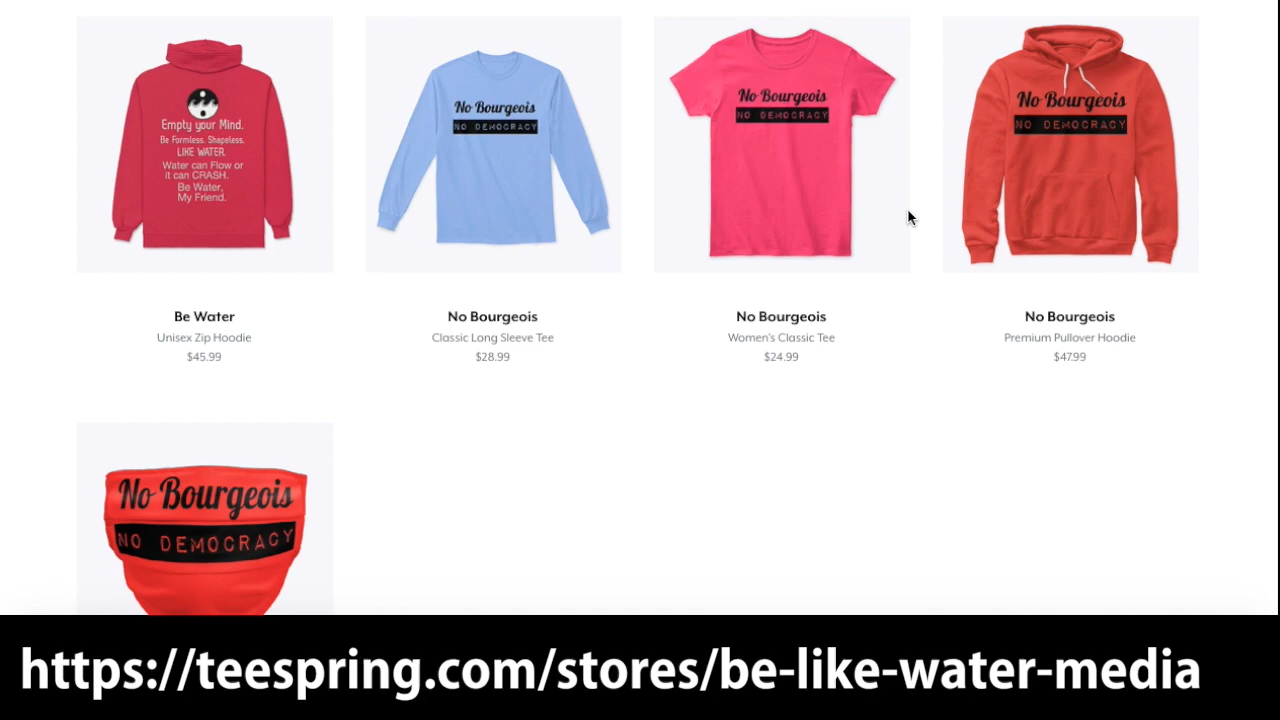 Empty your Mind.
Be Formless. Shapeless.
LIKE WATER.
Water can Flow or
it can CRASH.
Be Water,
My Friend.
No Bourgeois
NO DEMOCRACY
No Bourgeois
NO DEMOCRACY
No Bourgeois
NO DEMOCRACY
Be Water
Unisex Zip Hoodie
$45.99
No Bourgeois
Classic Long Sleeve Tee
$28.99
No Bourgeois
Women's Classic Tee
$24.99
No Bourgeois
Premium Pullover Hoodie
$47.99
No Bourgeois
NO DEMOCRACY
https://teespring.com/stores/be-like-water-media